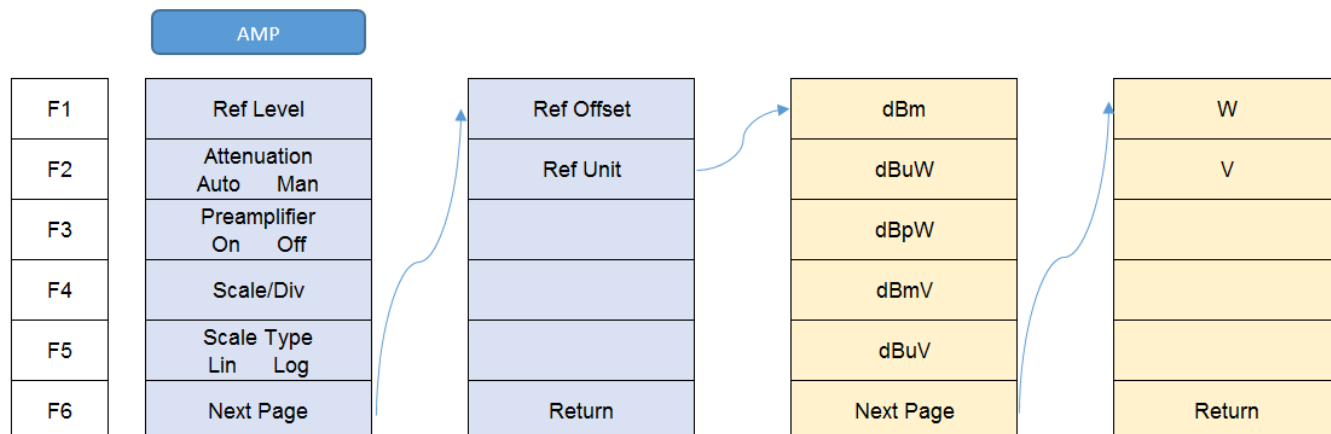 AMP
F1
Ref Level
Ref Offset
dBm
W
F2
Attenuation
Auto Man
Ref Unit
dBuW
V
F3
Preamplifier
On Off
dBpW
F4
Scale/Div
dBmV
F5
Scale Type
Lin Log
dBuV
F6
Next Page
Return
Next Page
Return